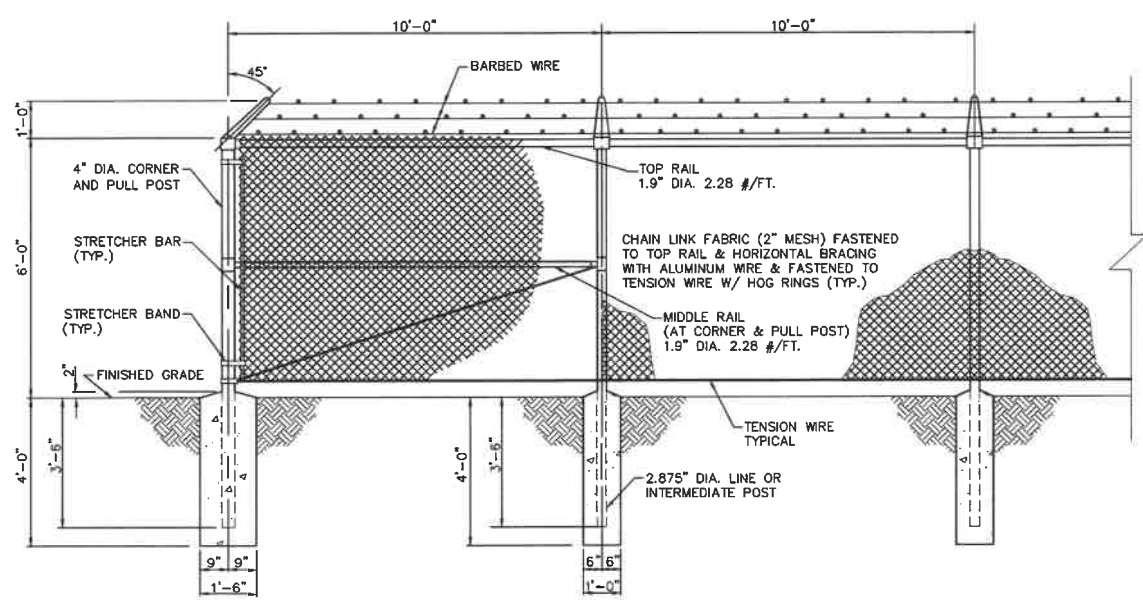 10'-0"
10'-0"
45°
BARBED WIRE
1'-0"
4" DIA. CORNER
AND PULL POST
TOP RAIL
1.9" DIA. 2.28 #/FT.
6'-0"
STRETCHER BAR
(TYP.)
CHAIN LINK FABRIC (2" MESH) FASTENED
TO TOP RAIL & HORIZONTAL BRACING
WITH ALUMINUM WIRE & FASTENED TO
TENSION WIRE W/ HOG RINGS (TYP.)
STRETCHER BAND
(TYP.)
MIDDLE RAIL
(AT CORNER & PULL POST)
1.9" DIA. 2.28 #/FT.
2"
FINISHED GRADE
TENSION WIRE
TYPICAL
4'-0"
3'-6"
4'-0"
3'-6"
2.875" DIA. LINE OR
INTERMEDIATE POST
9" 9"
1'-6"
6" 6"
1'-0"